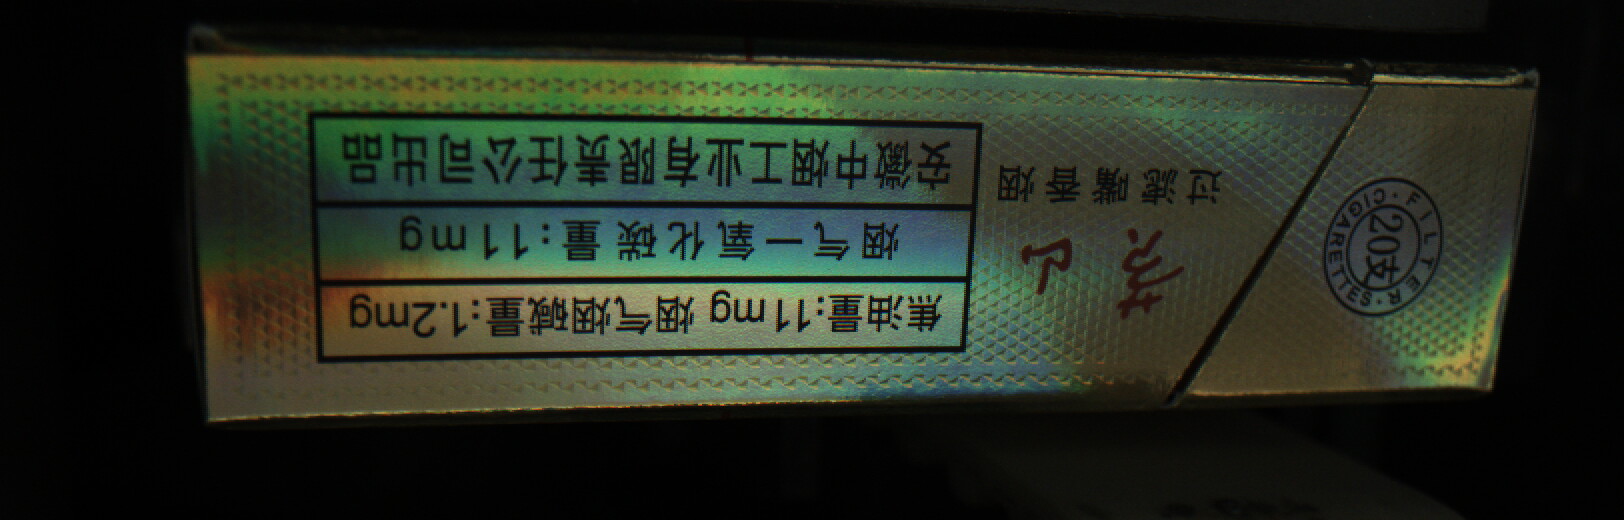 20支
·FILTER·CIGARETTES
过滤嘴香烟
焦油量:11mg 烟气烟碱量:1.2mg
烟气一氧化碳量:11mg
安徽中烟工业有限责任公司出品